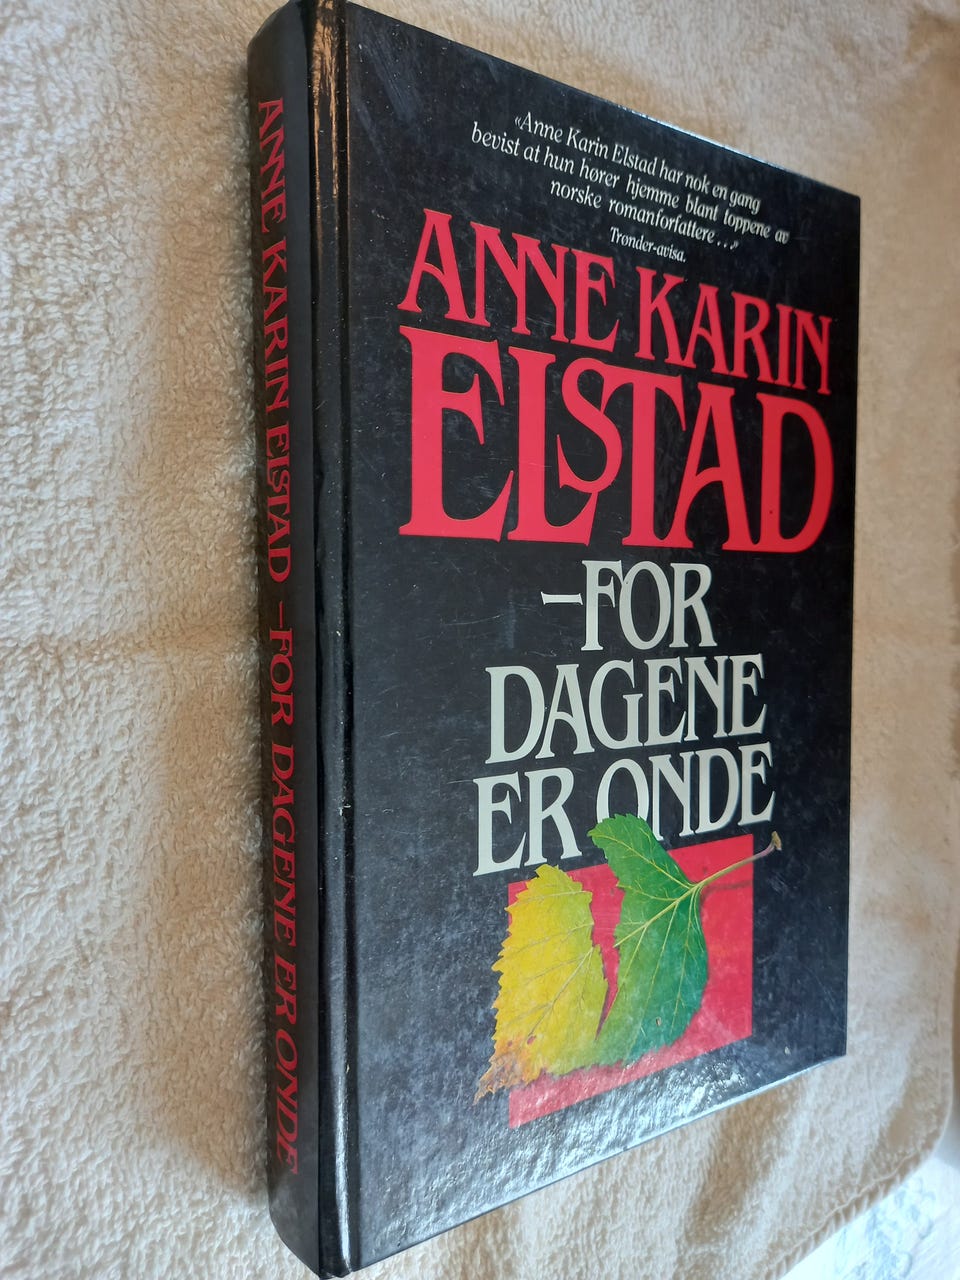 «Anne Karin Elstad har nok en gang
bevist at hun hører hjemme blant toppene av
norske romanforfattere ...»
Trønder-avisa.
ANNE KARIN
ELSTAD
–FOR
DAGENE
ER ONDE
ANNE KARIN ELSTAD –FOR DAGENE ER ONDE